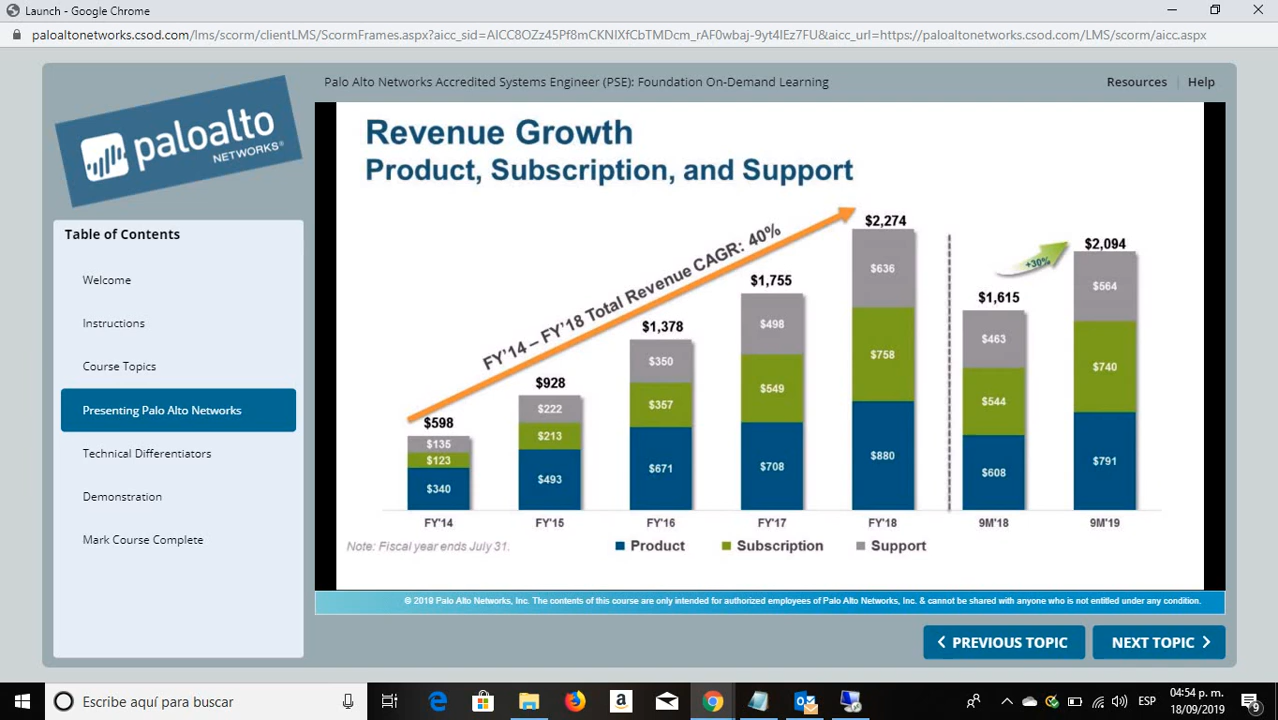 Launch - Google Chrome
paloaltonetworks.csod.com/lms/scorm/clientLMS/ScormFrames.aspx?aicc_sid=AICC8OZz45Pf8mCKNIXfCbTMDcm_rAF0wbaj-9yt4IEz7FU&aicc_url=https://paloaltonetworks.csod.com/LMS/scorm/aicc.aspx
Palo Alto Networks Accredited Systems Engineer (PSE): Foundation On-Demand Learning
Resources | Help
paloalto
NETWORKS®
Table of Contents
Welcome
Instructions
Course Topics
Presenting Palo Alto Networks
Technical Differentiators
Demonstration
Mark Course Complete
Revenue Growth
Product, Subscription, and Support
FY'14 – FY'18 Total Revenue CAGR: 40%
+30%
$598
$135
$123
$340
FY'14
$928
$222
$213
$493
FY'15
$1,378
$350
$357
$671
FY'16
$1,755
$498
$549
$708
FY'17
$2,274
$636
$758
$880
FY'18
$1,615
$463
$544
$608
9M'18
$2,094
$564
$740
$791
9M'19
Note: Fiscal year ends July 31.
Product Subscription Support
© 2019 Palo Alto Networks, Inc. The contents of this course are only intended for authorized employees of Palo Alto Networks, Inc. & cannot be shared with anyone who is not entitled under any condition.
PREVIOUS TOPIC
NEXT TOPIC
Escribe aquí para buscar
ESP
04:54 p. m.
18/09/2019
9